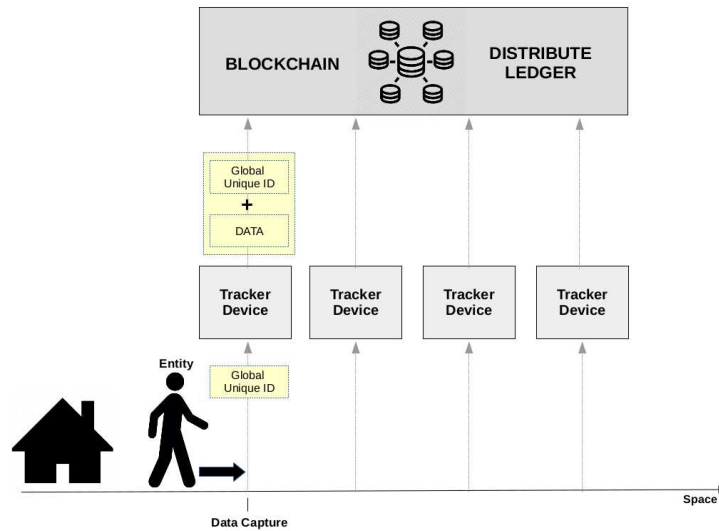 BLOCKCHAIN
DISTRIBUTE
LEDGER
Global
Unique ID
+
DATA
Tracker
Device
Tracker
Device
Tracker
Device
Tracker
Device
Entity
Global
Unique ID
Space
Data Capture